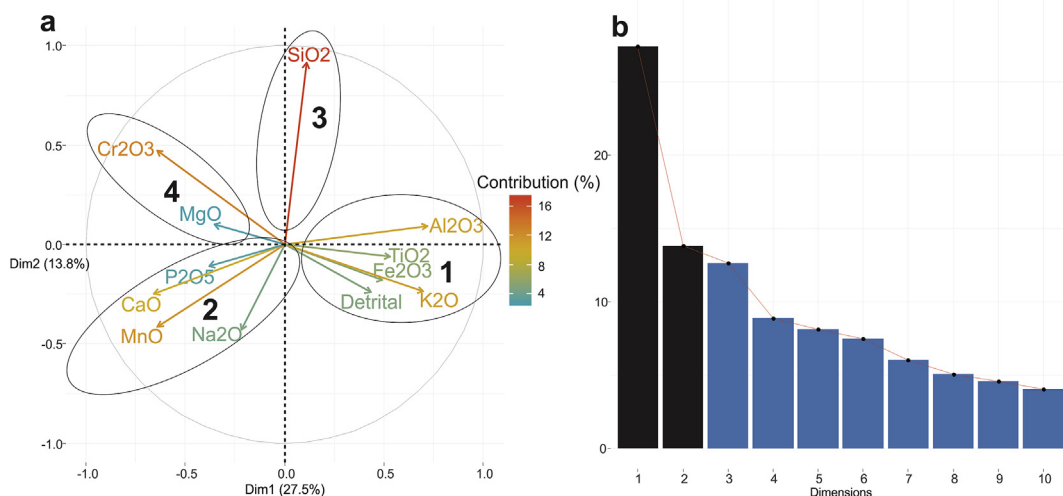 a
b
1.0
SiO2
3
0.5
Cr2O3
4
MgO
Contribution (%)
16
12
8
4
Al2O3
TiO2
Fe2O3
1
Detrital
K2O
0.0
Dim2 (13.8%)
P2O5
CaO
2
MnO
Na2O
-0.5
-1.0
-1.0
-0.5
0.0
0.5
1.0
Dim1 (27.5%)
20
10
0
1
2
3
4
5
6
7
8
9
10
Dimensions